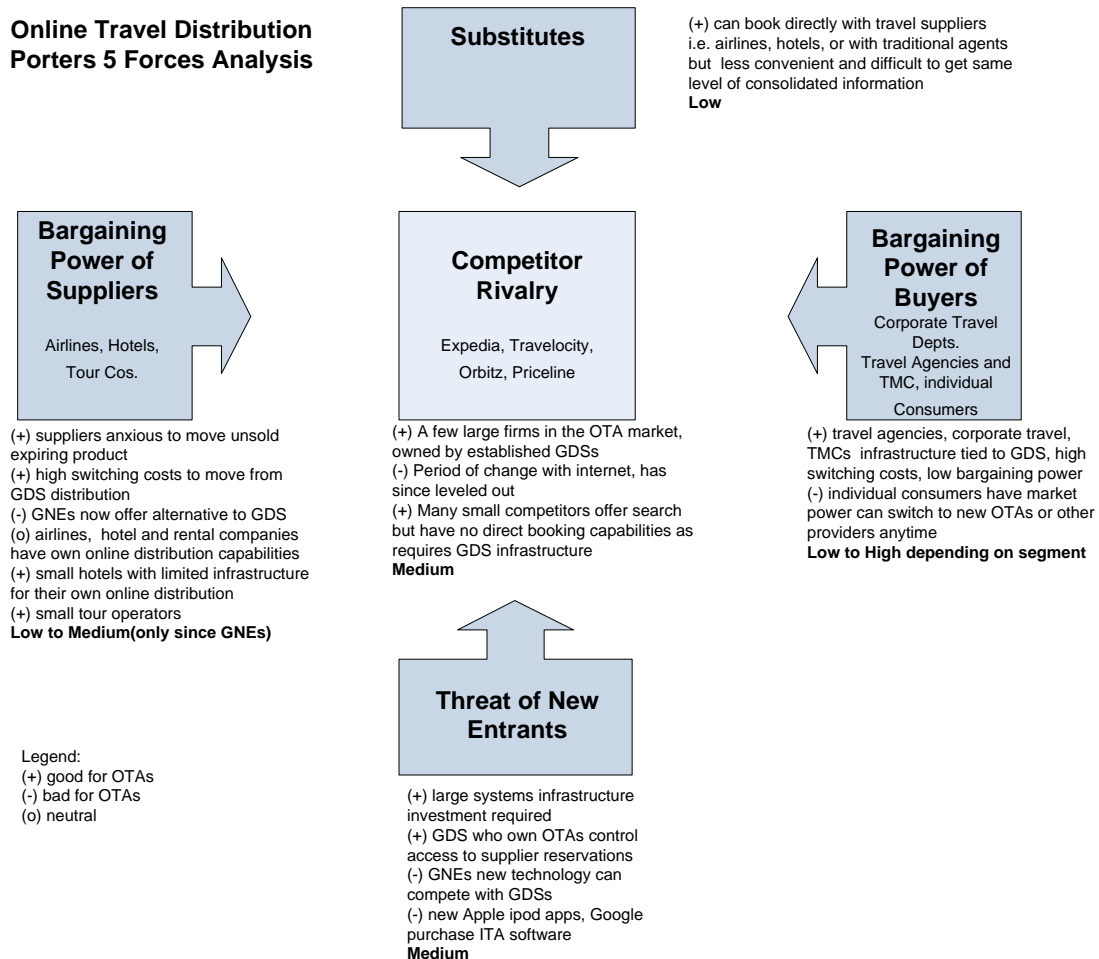 Online Travel Distribution
Porters 5 Forces Analysis
Substitutes
(+) can book directly with travel suppliers
i.e. airlines, hotels, or with traditional agents
but less convenient and difficult to get same
level of consolidated information
Low
Bargaining
Power of
Suppliers
Airlines, Hotels,
Tour Cos.
(+) suppliers anxious to move unsold
expiring product
(+) high switching costs to move from
GDS distribution
(-) GNEs now offer alternative to GDS
(o) airlines, hotel and rental companies
have own online distribution capabilities
(+) small hotels with limited infrastructure
for their own online distribution
(+) small tour operators
Low to Medium(only since GNEs)
Competitor
Rivalry
Expedia, Travelocity,
Orbitz, Priceline
(+) A few large firms in the OTA market,
owned by established GDSs
(-) Period of change with internet, has
since leveled out
(+) Many small competitors offer search
but have no direct booking capabilities as
requires GDS infrastructure
Medium
Bargaining
Power of
Buyers
Corporate Travel
Depts.
Travel Agencies and
TMC, individual
Consumers
(+) travel agencies, corporate travel,
TMCs infrastructure tied to GDS, high
switching costs, low bargaining power
(-) individual consumers have market
power can switch to new OTAs or other
providers anytime
Low to High depending on segment
Threat of New
Entrants
(+) large systems infrastructure
investment required
(+) GDS who own OTAs control
access to supplier reservations
(-) GNEs new technology can
compete with GDSs
(-) new Apple ipod apps, Google
purchase ITA software
Medium
Legend:
(+) good for OTAs
(-) bad for OTAs
(o) neutral